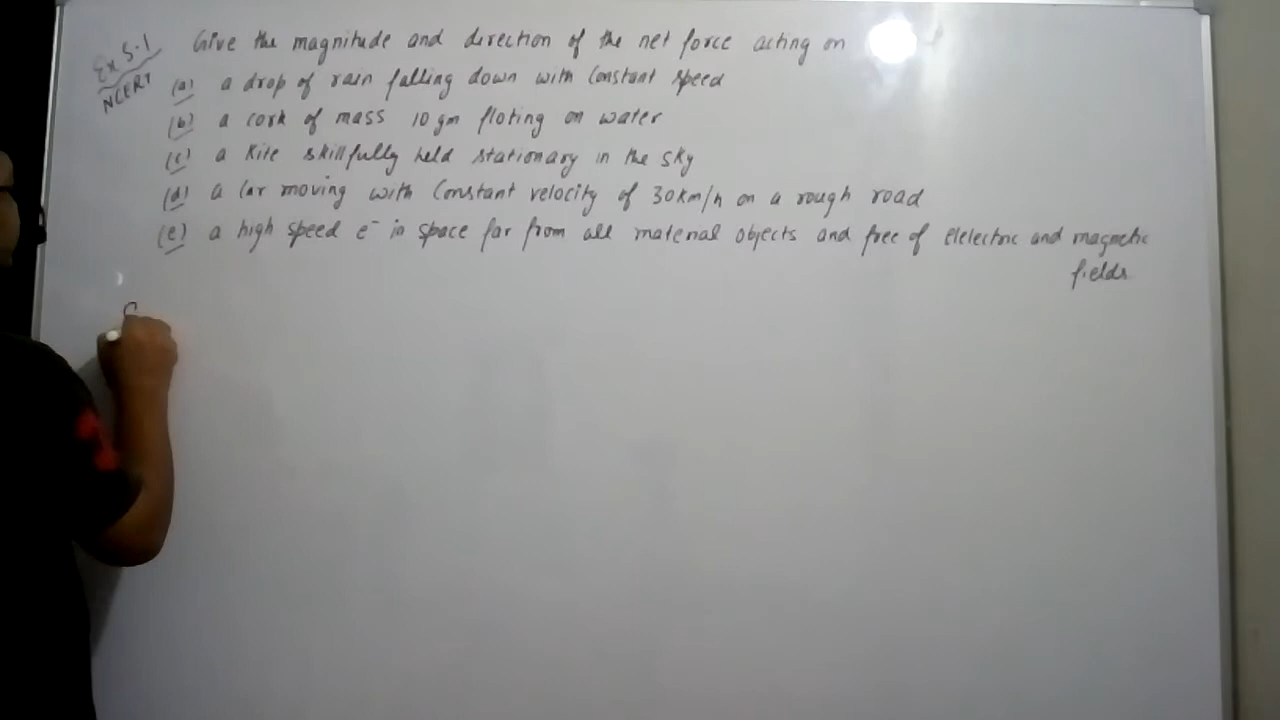 Ex 5.1
NCERT
Give the magnitude and direction of the net force acting on
(a) a drop of rain falling down with Constant speed
(b) a cork of mass 10 gm floting on water
(c) a Kite skillfully held stationary in the sky
(d) a Car moving with Constant velocity of 30 Km/h on a rough road
(e) a high speed e⁻ in space far from all material objects and free of elelectric and magnetic
fields